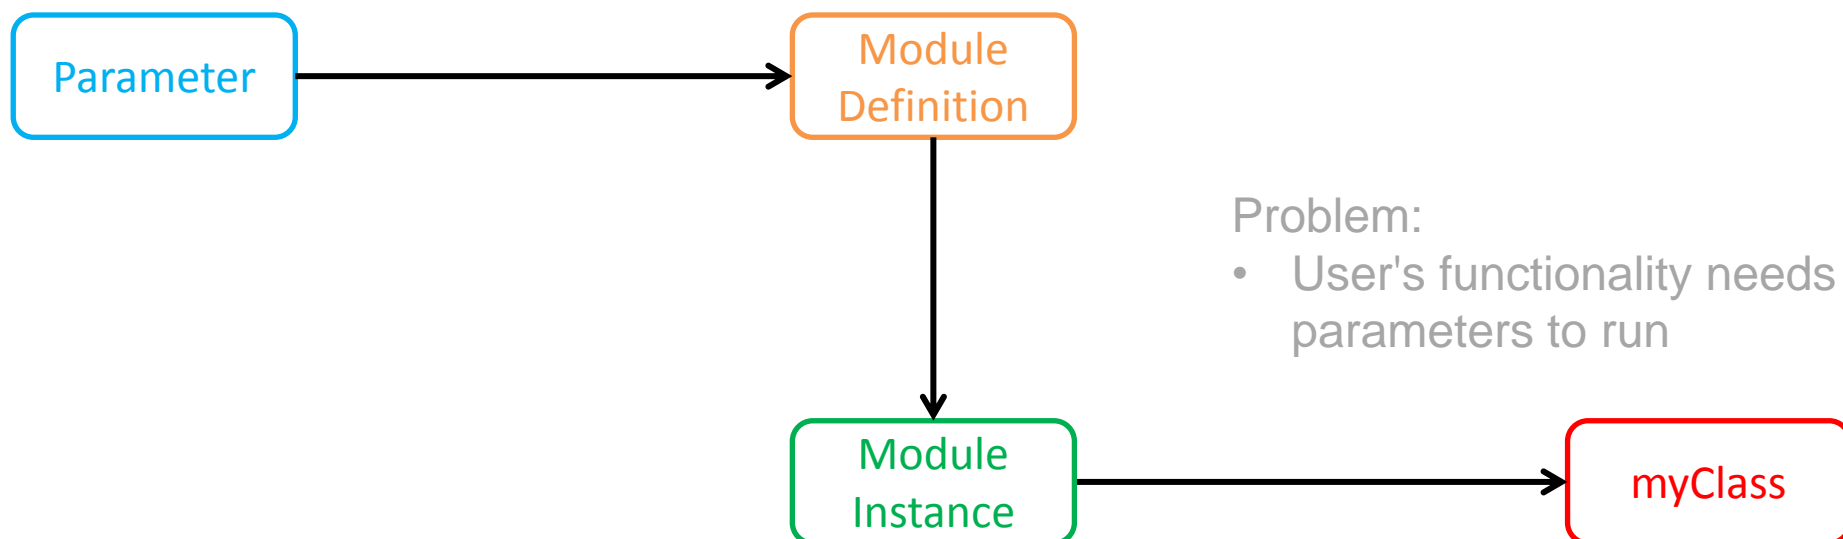 Parameter
Module
Definition
Problem:
• User's functionality needs
parameters to run
Module
Instance
myClass